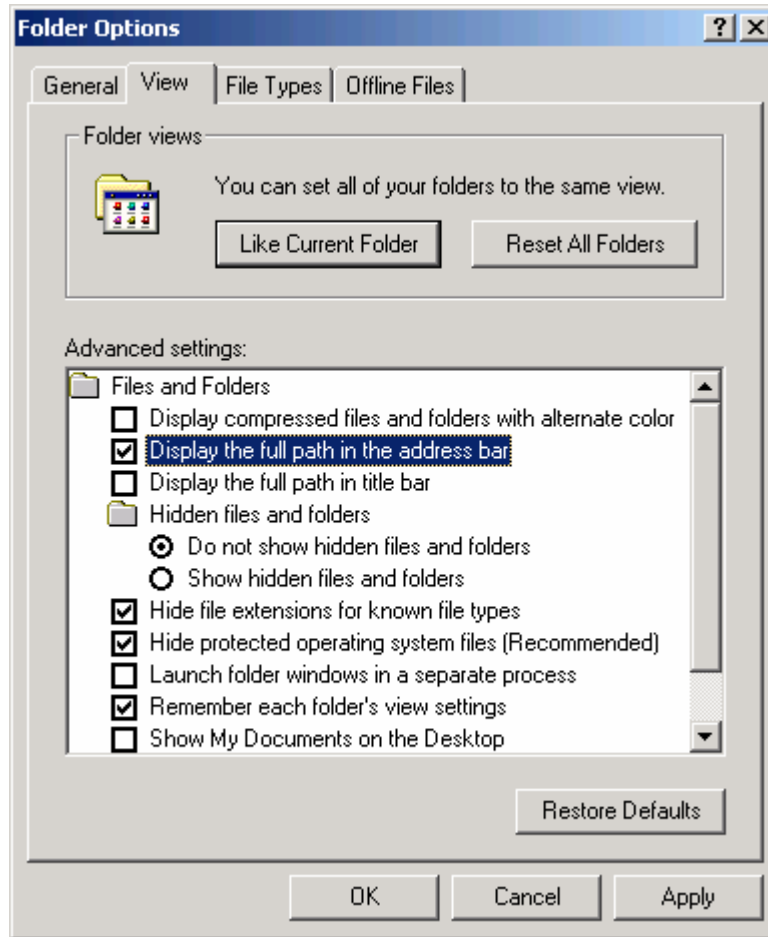 Folder Options
General View File Types Offline Files
Folder views
You can set all of your folders to the same view.
Like Current Folder Reset All Folders
Advanced settings:
Files and Folders
Display compressed files and folders with alternate color
Display the full path in the address bar
Display the full path in title bar
Hidden files and folders
Do not show hidden files and folders
Show hidden files and folders
Hide file extensions for known file types
Hide protected operating system files (Recommended)
Launch folder windows in a separate process
Remember each folder's view settings
Show My Documents on the Desktop
Restore Defaults
OK Cancel Apply